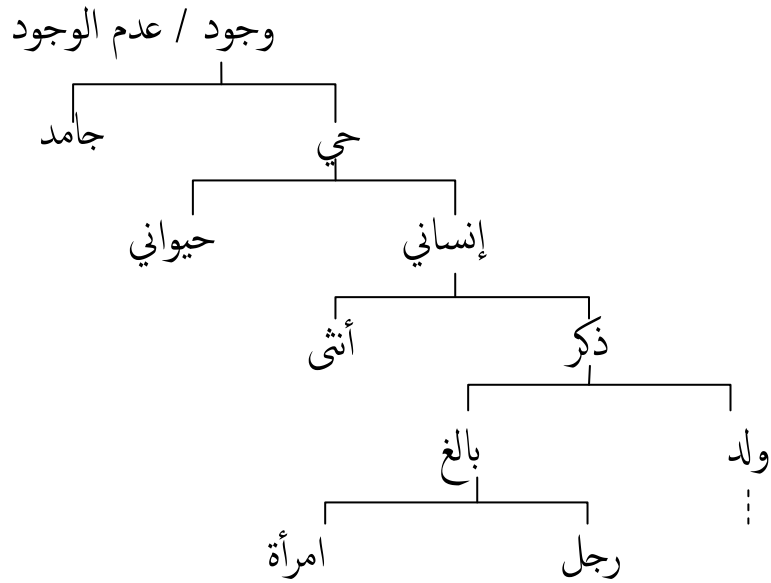 وجود / عدم الوجود
حي جامد
إنساني حيواني
ذكر أنثى
ولد بالغ
رجل امرأة